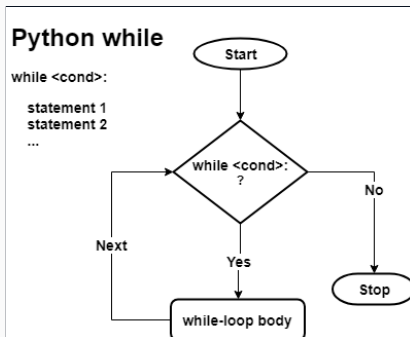 Python while
while <cond>:
statement 1
statement 2
...
Start
while <cond>:
?
No
Next
Yes
Stop
while-loop body